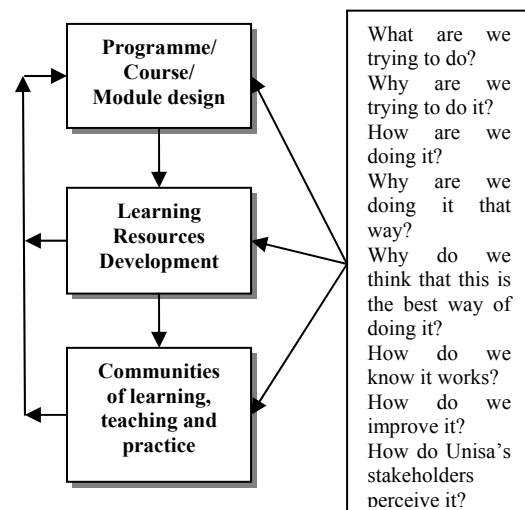 Programme/
Course/
Module design
Learning
Resources
Development
Communities
of learning,
teaching and
practice
What are we
trying to do?
Why are we
trying to do it?
How are we
doing it?
Why are we
doing it that
way?
Why do we
think that this is
the best way of
doing it?
How do we
know it works?
How do we
improve it?
How do Unisa's
stakeholders
perceive it?